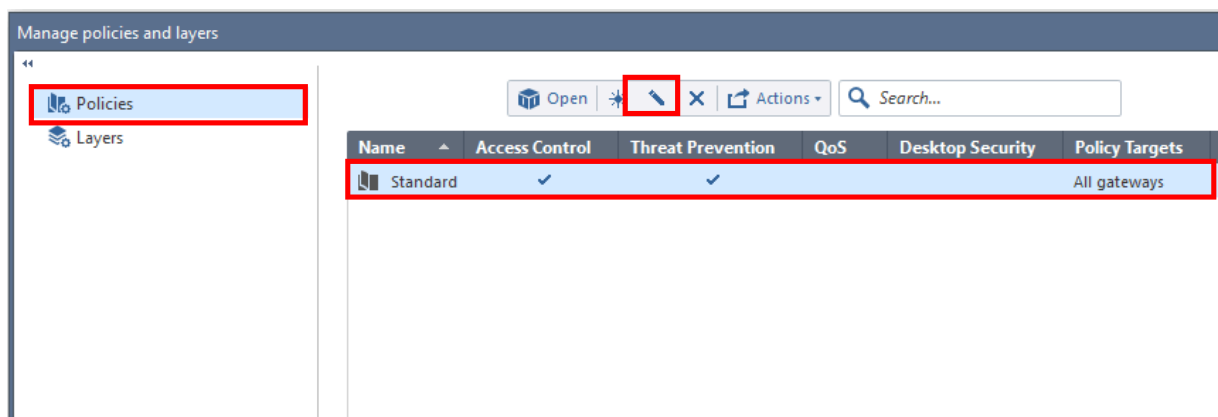 Manage policies and layers
Policies
Layers
Open Actions Search...
Name Access Control Threat Prevention QoS Desktop Security Policy Targets
Standard All gateways